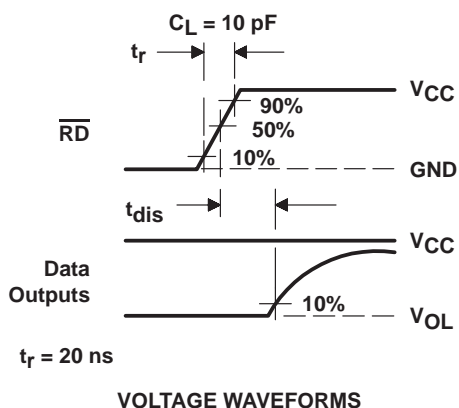 C_L = 10 pF
t_r
V_CC
90%
50%
R̅D̅
10%
GND
t_dis
V_CC
Data
Outputs
10%
V_OL
t_r = 20 ns
VOLTAGE WAVEFORMS